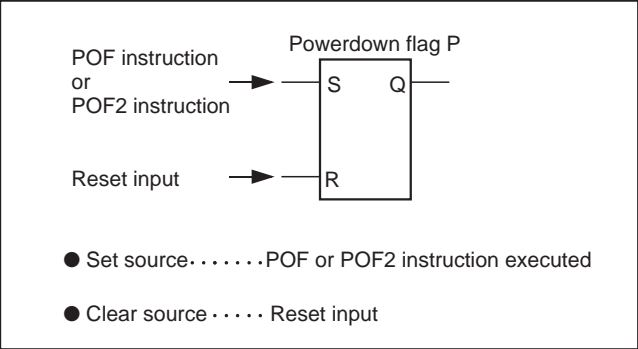 Powerdown flag P
POF instruction
or
POF2 instruction
S Q
Reset input
R
● Set source.......POF or POF2 instruction executed
● Clear source ..... Reset input